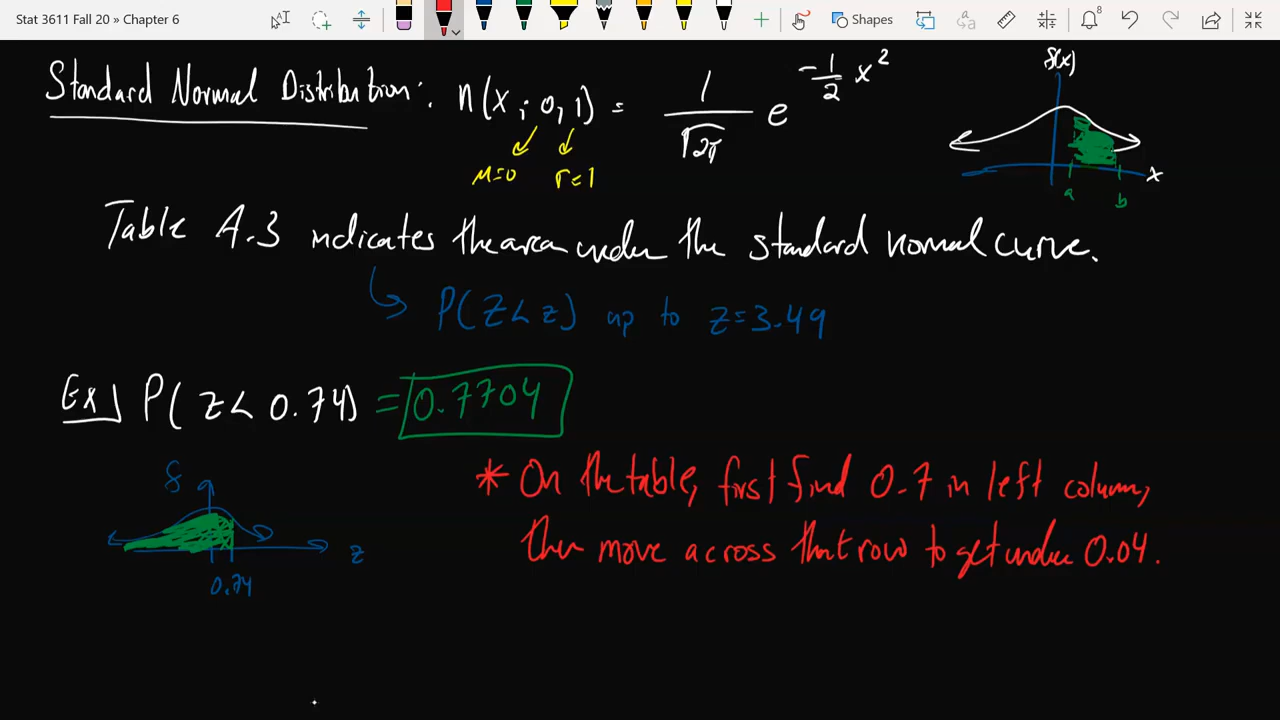 Stat 3611 Fall 20 » Chapter 6
Shapes
8
Standard Normal Distribution: n(x; 0, 1) = 1/√2π e^(-1/2 x²)
μ=0 σ=1
f(x)
x
a b
Table A.3 indicates the area under the standard normal curve.
P(Z<z) up to z=3.49
Ex] P(Z< 0.74) = 0.7704
f
z
0.74
* On the table, first find 0.7 in left column,
then move across that row to get under 0.04.